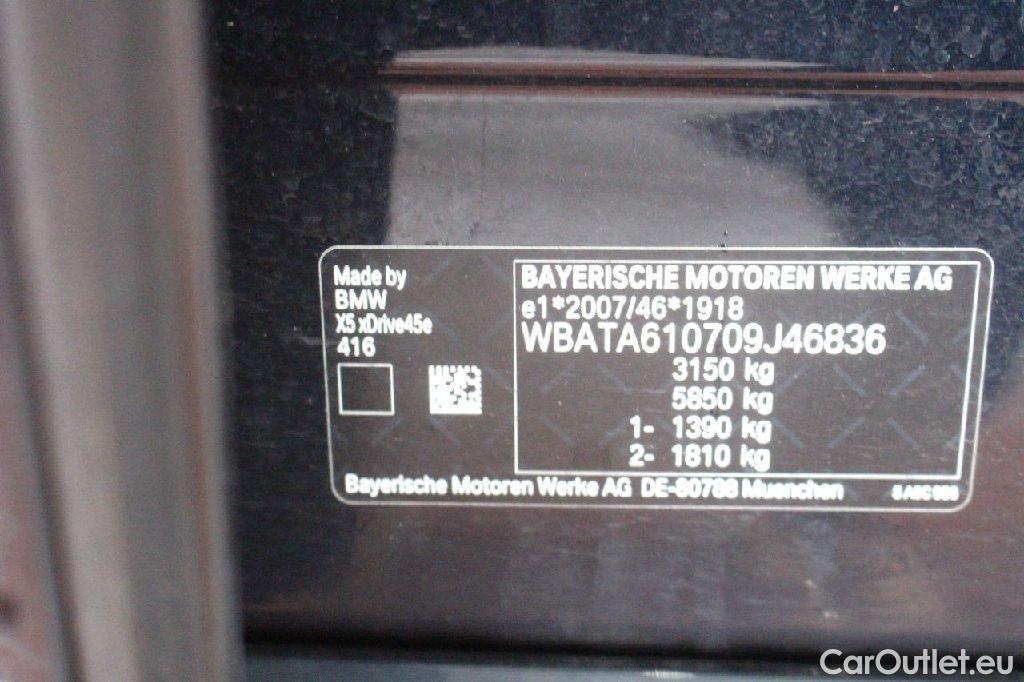 Made by
BMW
X5 xDrive45e
416
BAYERISCHE MOTOREN WERKE AG
e1*2007/46*1918
WBATA610709J46836
3150 kg
5850 kg
1- 1390 kg
2- 1810 kg
Bayerische Motoren Werke AG DE-80788 Muenchen
CarOutlet.eu